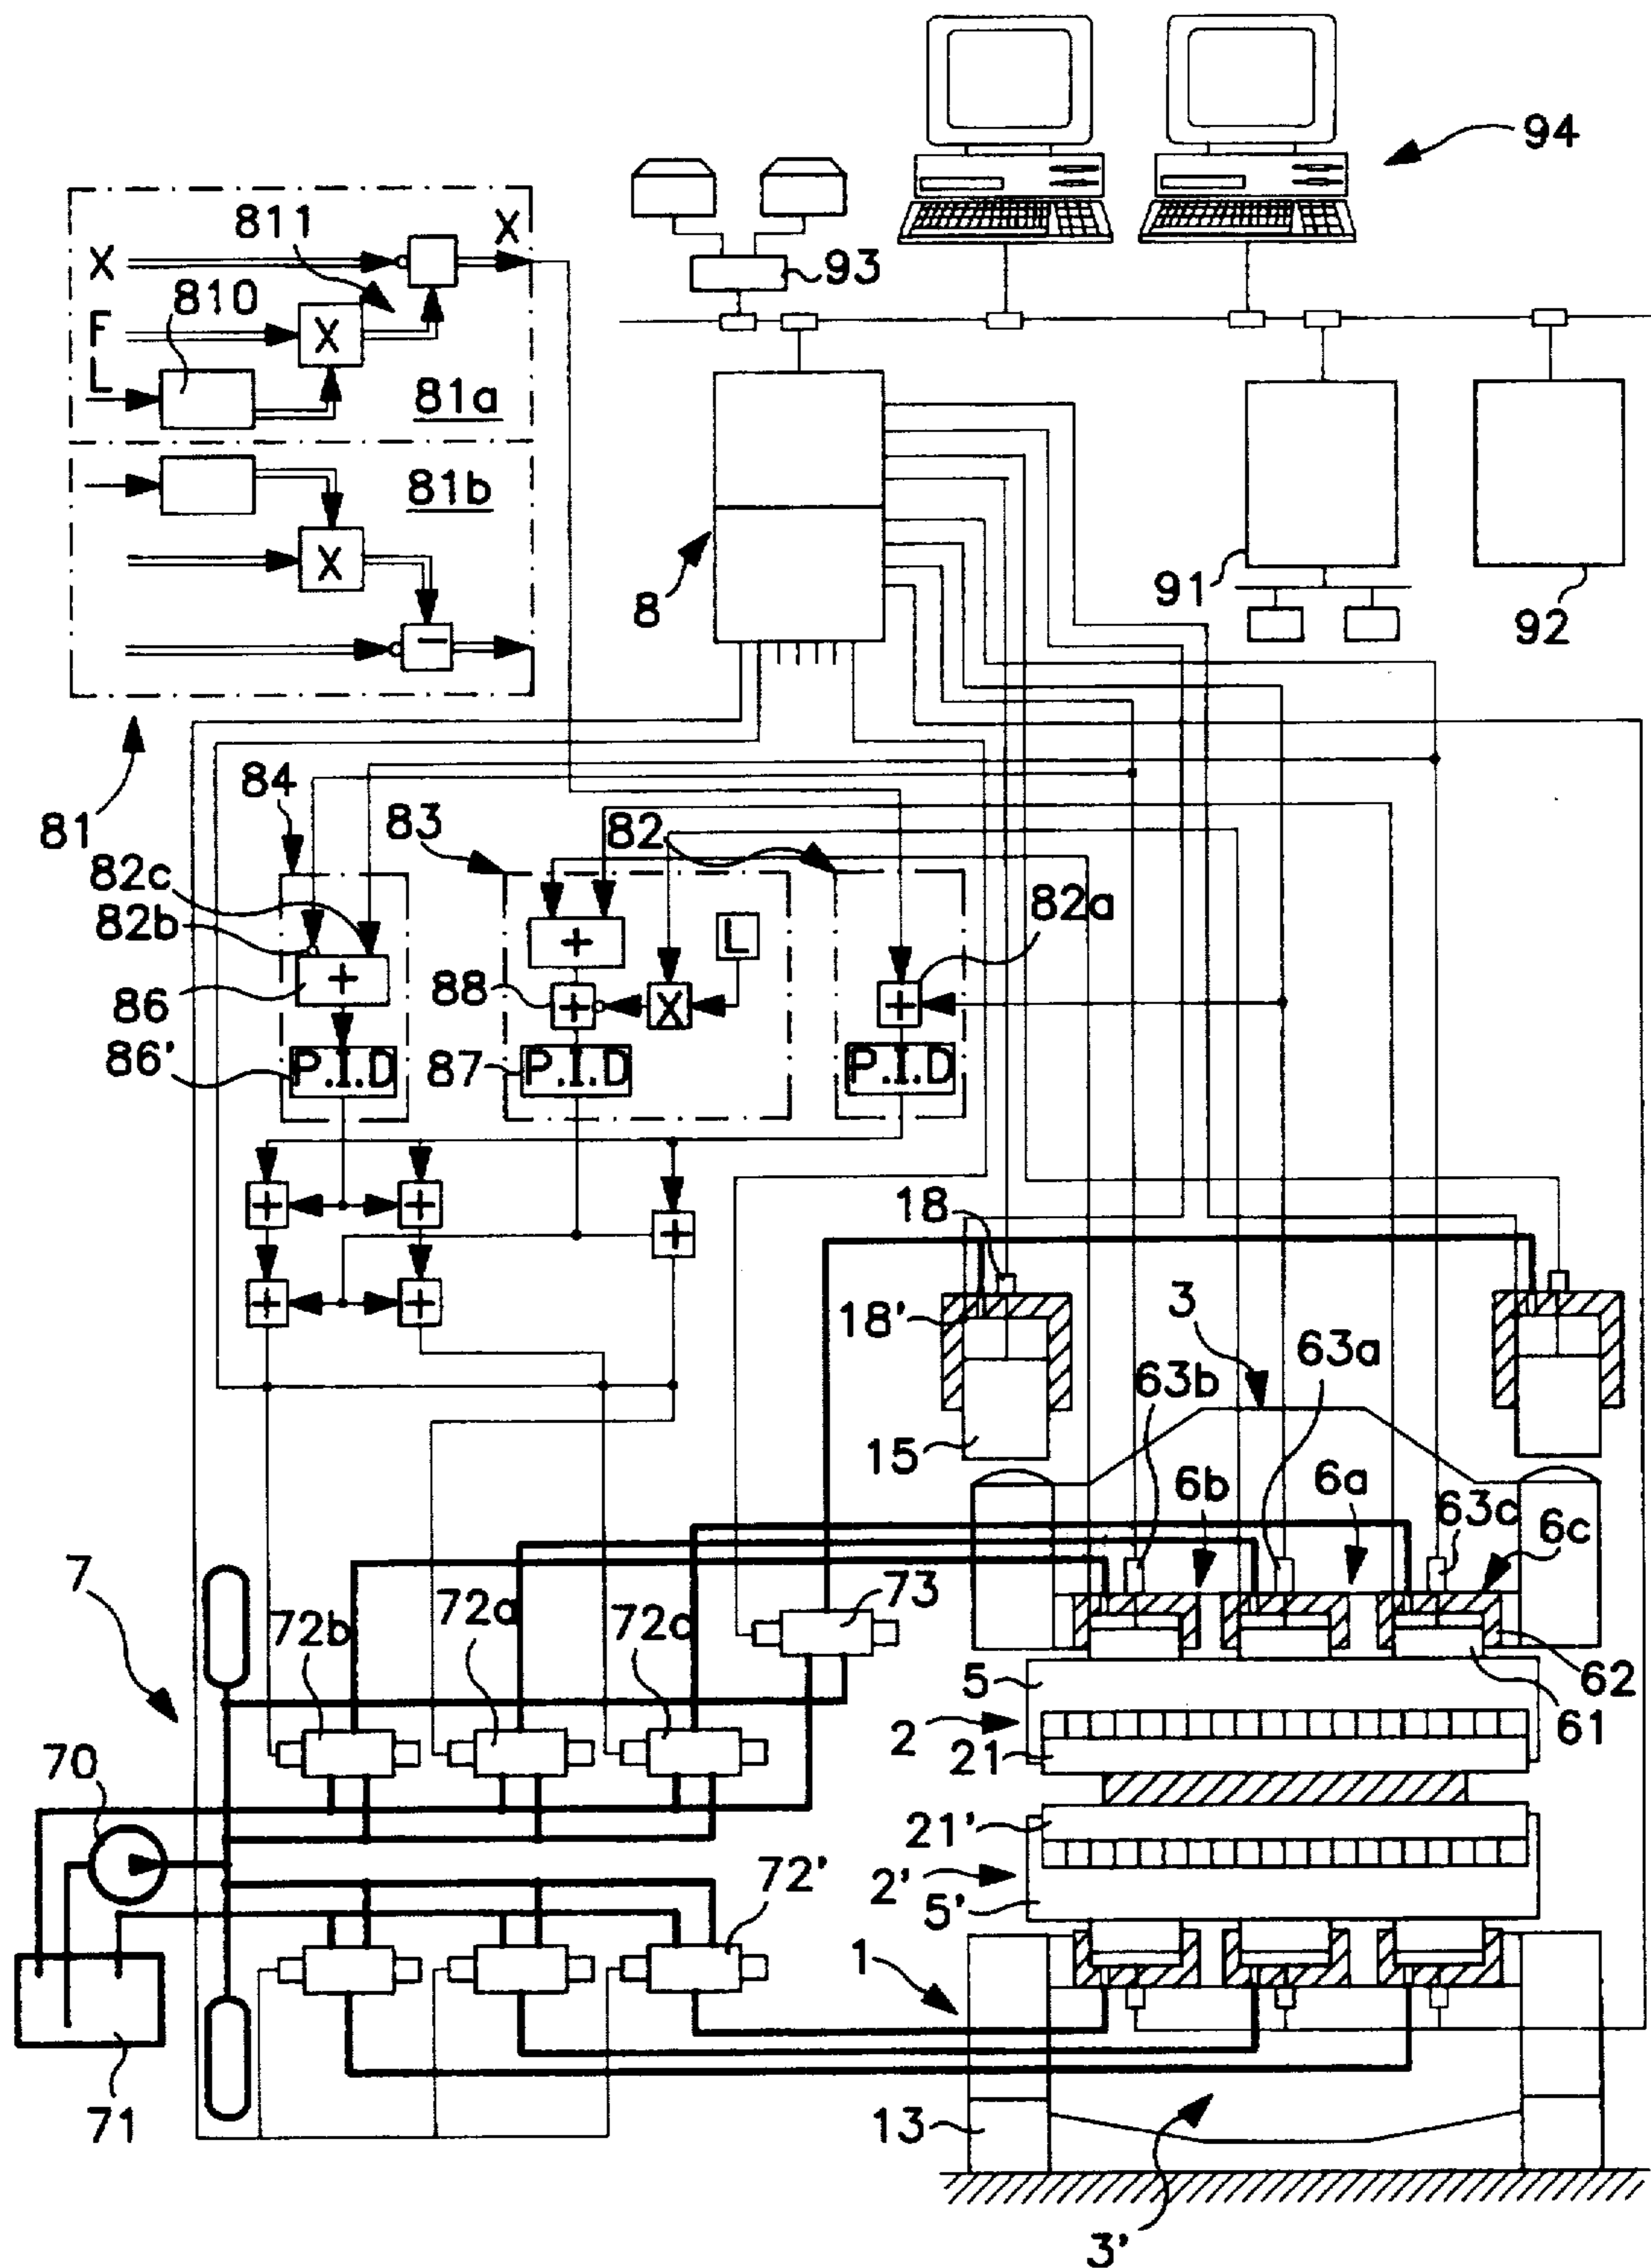 94
811
X
X
93
810
F
X
L
81a
81b
X
8
91
92
−
84
81
83
82
82c
82b
82a
L
+
+
86
88
+
X
+
86'
P.I.D
87
P.I.D
P.I.D
+
+
18
+
3
+
+
18'
63a
63b
15
6b
6a
63c
6c
7
73
72b
72a
72c
5
62
2
61
70
21
21'
72'
2'
5'
1
71
13
3'